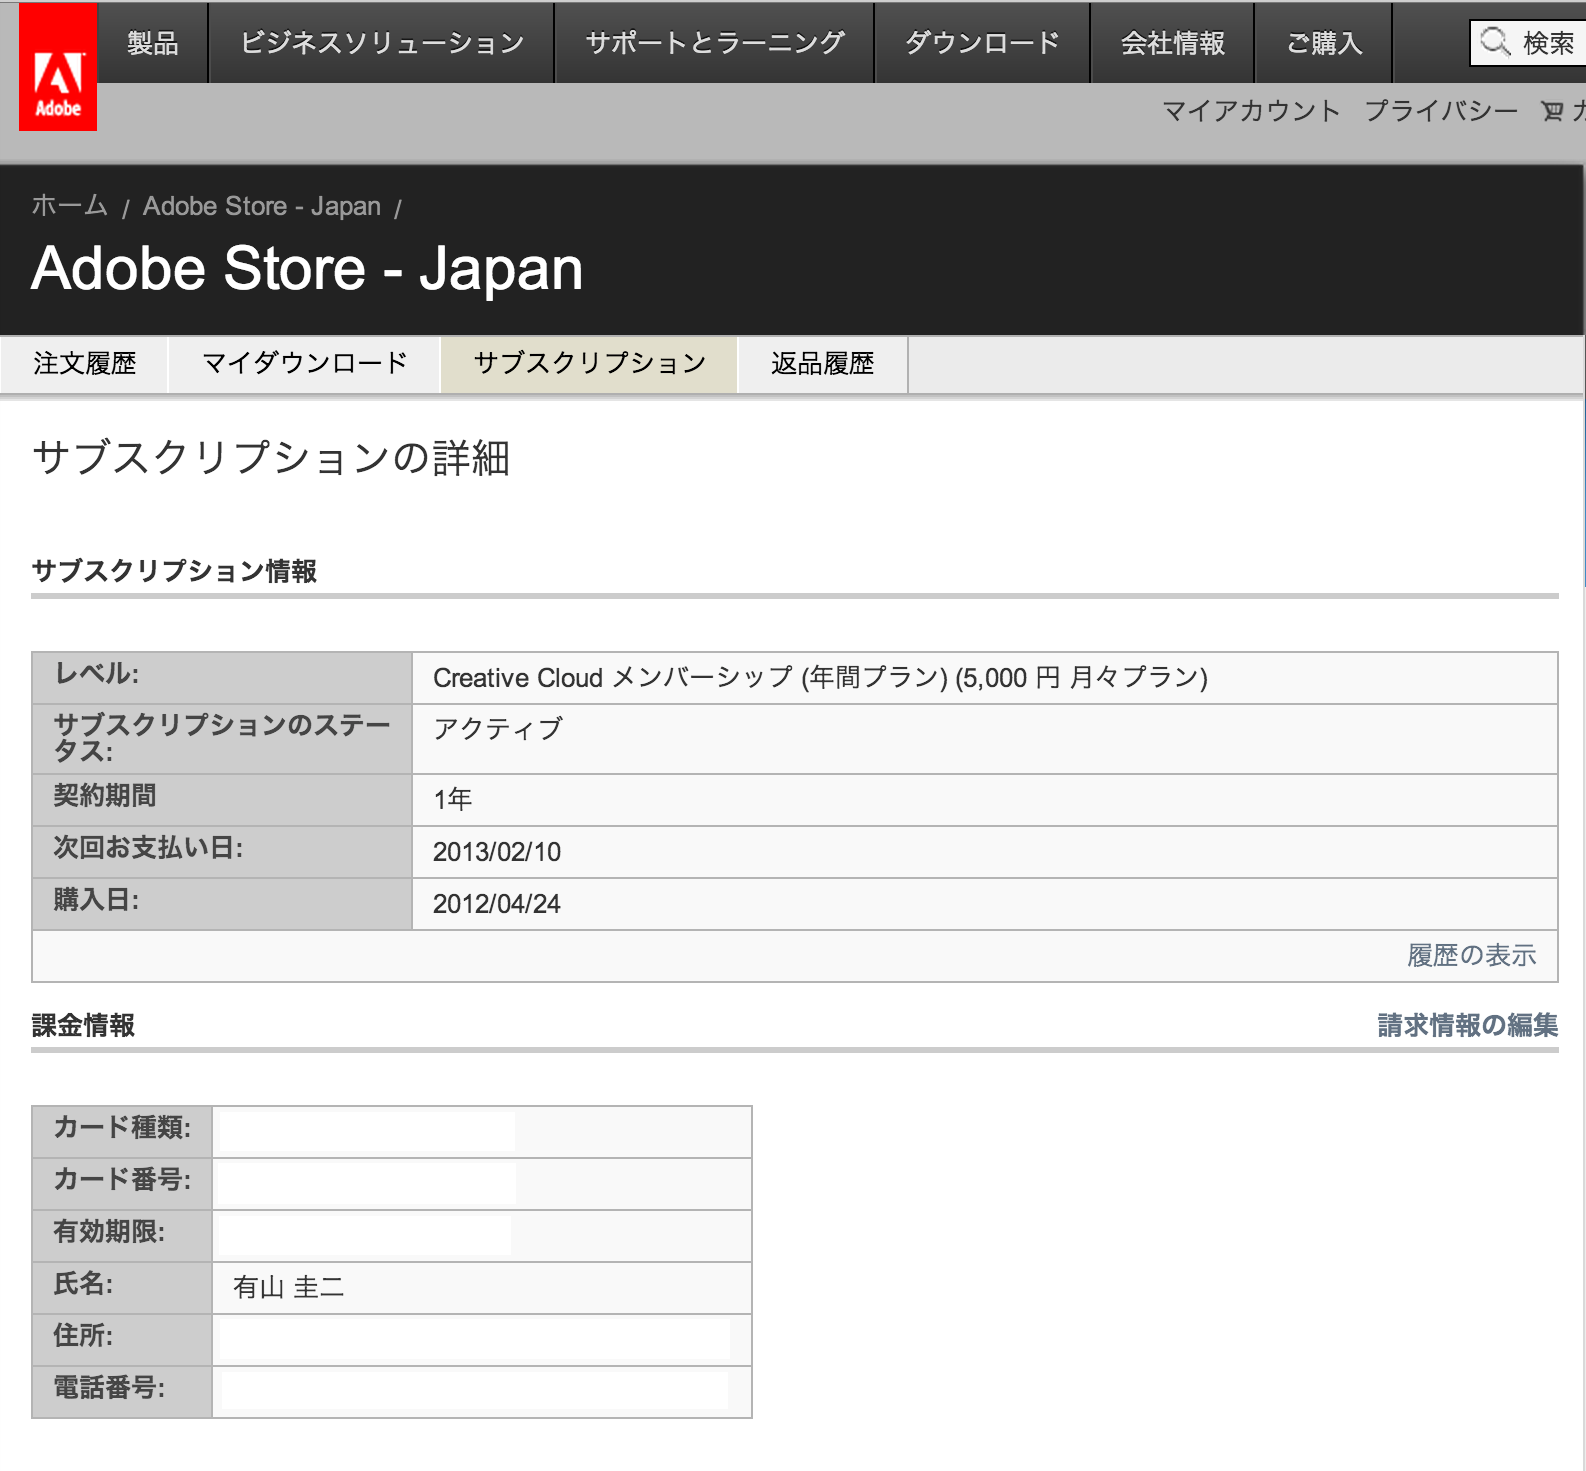 製品
ビジネスソリューション
サポートとラーニング
ダウンロード
会社情報
ご購入
検索
Adobe
マイアカウント プライバシー
ホーム / Adobe Store - Japan /
Adobe Store - Japan
注文履歴
マイダウンロード
サブスクリプション
返品履歴
サブスクリプションの詳細
サブスクリプション情報
レベル: Creative Cloud メンバーシップ (年間プラン) (5,000 円 月々プラン)
サブスクリプションのステー
タス: アクティブ
契約期間 1年
次回お支払い日: 2013/02/10
購入日: 2012/04/24
履歴の表示
課金情報 請求情報の編集
カード種類:
カード番号:
有効期限:
氏名: 有山 圭二
住所:
電話番号: